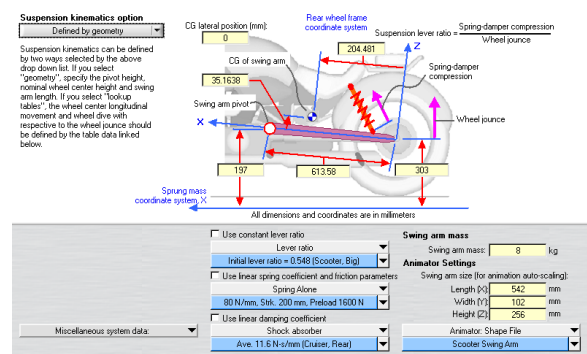 Suspension kinematics option
Defined by geometry
Suspension kinematics can be defined
by two ways selected by the above
drop down list. If you select
"geometry", specify the pivot height,
nominal wheel center height and swing
arm length. If you select "lookup
tables", the wheel center longitudinal
movement and wheel dive with
respective to the wheel jounce should
be defined by the table data linked
below.
CG lateral position (mm):
0
Rear wheel frame
coordinate system
Suspension lever ratio = Spring-damper compression
Wheel jounce
204.481
Z
CG of swing arm
35.1638
Spring-damper
compression
Swing arm pivot
X
Wheel jounce
197
613.58
303
Sprung mass
coordinate system, X
All dimensions and coordinates are in millimeters
Use constant lever ratio
Lever ratio
Initial lever ratio = 0.548 (Scooter, Big)
Use linear spring coefficient and friction parameters
Spring Alone
80 N/mm, Strk. 200 mm, Preload 1600 N
Use linear damping coefficient
Shock absorber
Ave. 11.6 N-s/mm (Cruiser, Rear)
Miscellaneous system data:
Swing arm mass
Swing arm mass: 8 kg
Animator Settings
Swing arm size (for animation auto-scaling):
Length (X): 542 mm
Width (Y): 102 mm
Height (Z): 256 mm
Animator: Shape File
Scooter Swing Arm